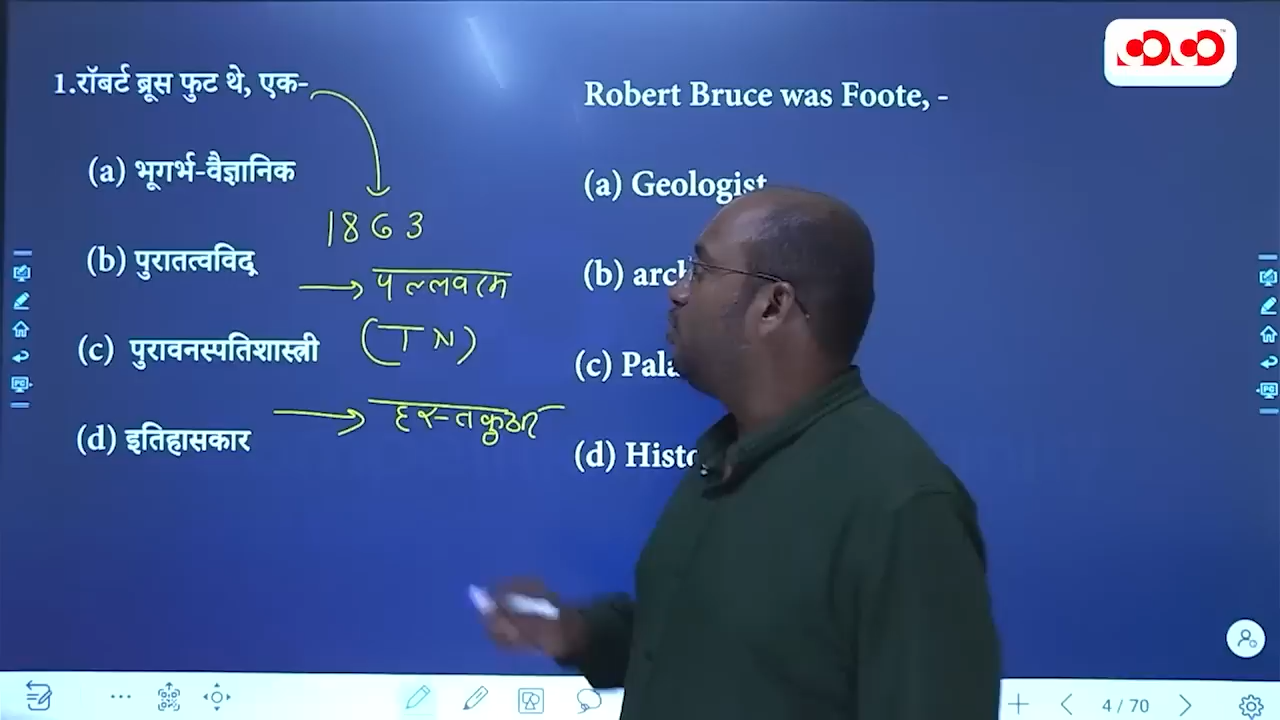 1.रॉबर्ट ब्रूस फुट थे, एक-
(a) भूगर्भ-वैज्ञानिक
(b) पुरातत्वविद्
(c) पुरावनस्पतिशास्त्री
(d) इतिहासकार
1863
पल्लवरम
(TN)
हस्तकुठार
Robert Bruce was Foote, -
(a) Geologist
(b) arch
(c) Pala
(d) Histo
4 / 70